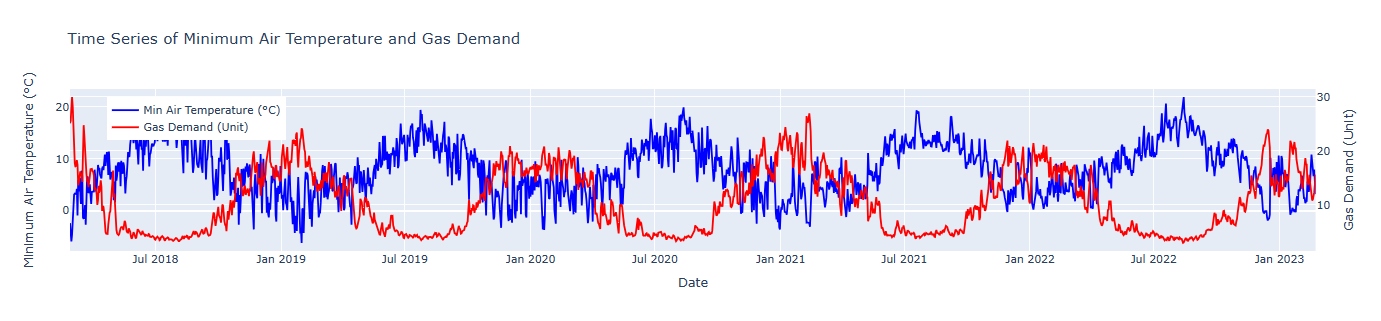 Time Series of Minimum Air Temperature and Gas Demand
Minimum Air Temperature (°C)
20
10
0
Min Air Temperature (°C)
Gas Demand (Unit)
30
20
10
Gas Demand (Unit)
Jul 2018
Jan 2019
Jul 2019
Jan 2020
Jul 2020
Jan 2021
Jul 2021
Jan 2022
Jul 2022
Jan 2023
Date